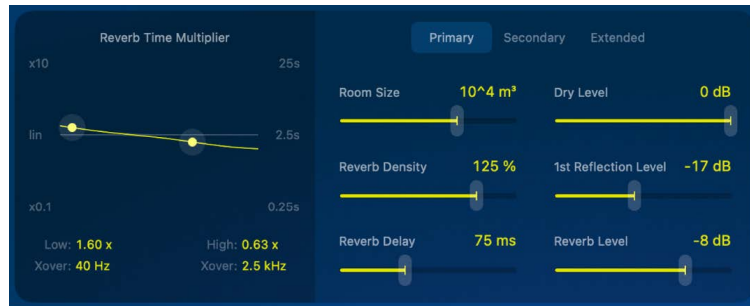 Reverb Time Multiplier
x10
25s
lin
2.5s
x0.1
0.25s
Low: 1.60 x
High: 0.63 x
Xover: 40 Hz
Xover: 2.5 kHz
Primary
Secondary
Extended
Room Size
10^4 m³
Dry Level
0 dB
Reverb Density
125 %
1st Reflection Level
-17 dB
Reverb Delay
75 ms
Reverb Level
-8 dB